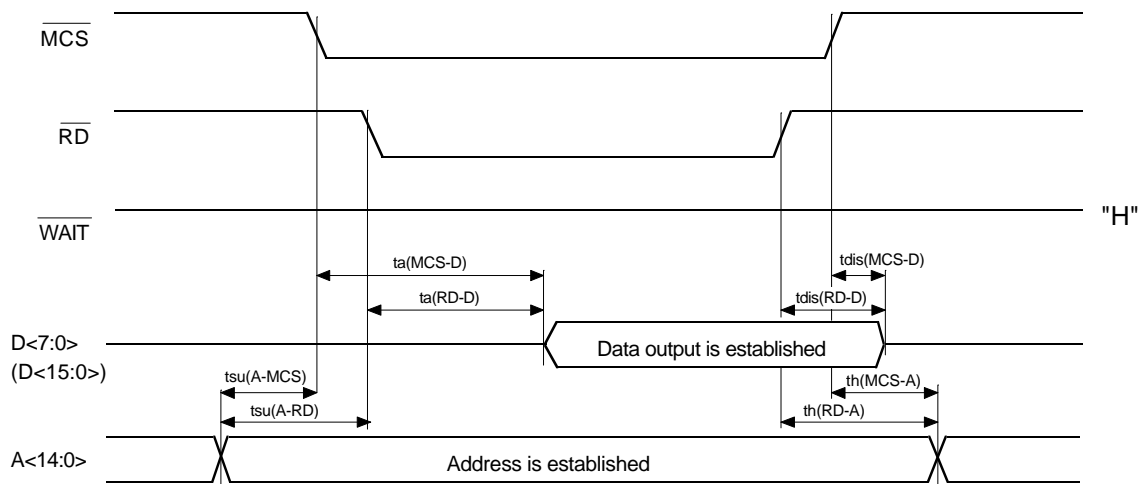 MCS
RD
WAIT
"H"
ta(MCS-D)
tdis(MCS-D)
ta(RD-D)
tdis(RD-D)
D<7:0>
(D<15:0>)
Data output is established
tsu(A-MCS)
th(MCS-A)
tsu(A-RD)
th(RD-A)
A<14:0>
Address is established